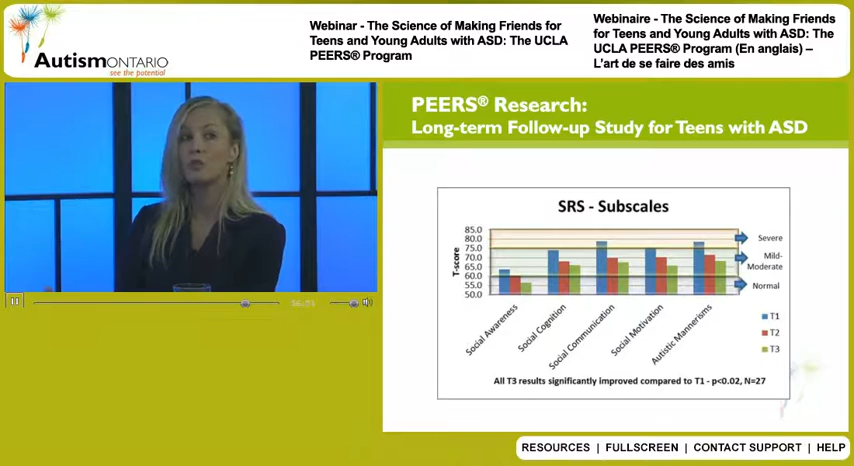 Autism ONTARIO
see the potential
Webinar - The Science of Making Friends for
Teens and Young Adults with ASD: The UCLA
PEERS® Program
Webinaire - The Science of Making Friends
for Teens and Young Adults with ASD: The
UCLA PEERS® Program (En anglais) –
L'art de se faire des amis
PEERS® Research:
Long-term Follow-up Study for Teens with ASD
SRS - Subscales
T-score
85.0
80.0
75.0
70.0
65.0
60.0
55.0
50.0
Severe
Mild-
Moderate
Normal
Social Awareness
Social Cognition
Social Communication
Social Motivation
Autistic Mannerisms
T1
T2
T3
All T3 results significantly improved compared to T1 - p<0.02, N=27
RESOURCES | FULLSCREEN | CONTACT SUPPORT | HELP